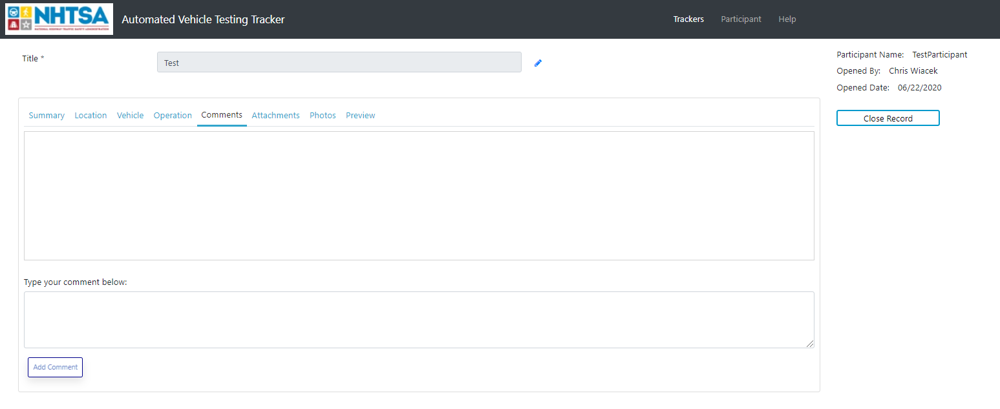 NHTSA
NATIONAL HIGHWAY TRAFFIC SAFETY ADMINISTRATION
Automated Vehicle Testing Tracker
Trackers Participant Help
Title *
Test
Participant Name: TestParticipant
Opened By: Chris Wiacek
Opened Date: 06/22/2020
Close Record
Summary Location Vehicle Operation Comments Attachments Photos Preview
Type your comment below:
Add Comment